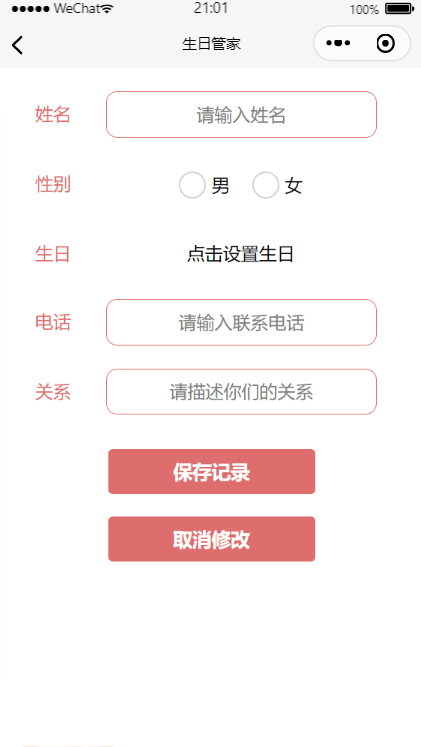 ●●●●● WeChat 21:01 100%
生日管家
姓名 请输入姓名
性别 男 女
生日 点击设置生日
电话 请输入联系电话
关系 请描述你们的关系
保存记录
取消修改